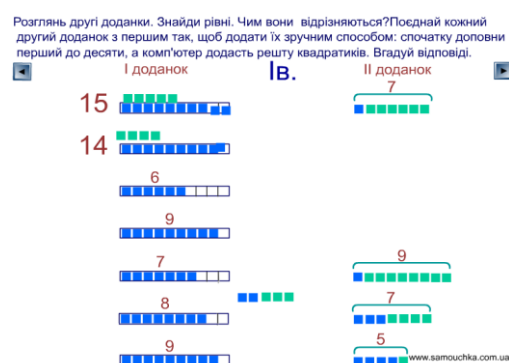 Розглянь другі доданки. Знайди рівні. Чим вони відрізняються?Поєднай кожний
другий доданок з першим так, щоб додати їх зручним способом: спочатку доповни
перший до десяти, а комп'ютер додасть решту квадратиків. Вгадуй відповіді.
І доданок
Ів.
ІІ доданок
15
7
14
6
9
7
9
8
7
9
5
www.samouchka.com.ua